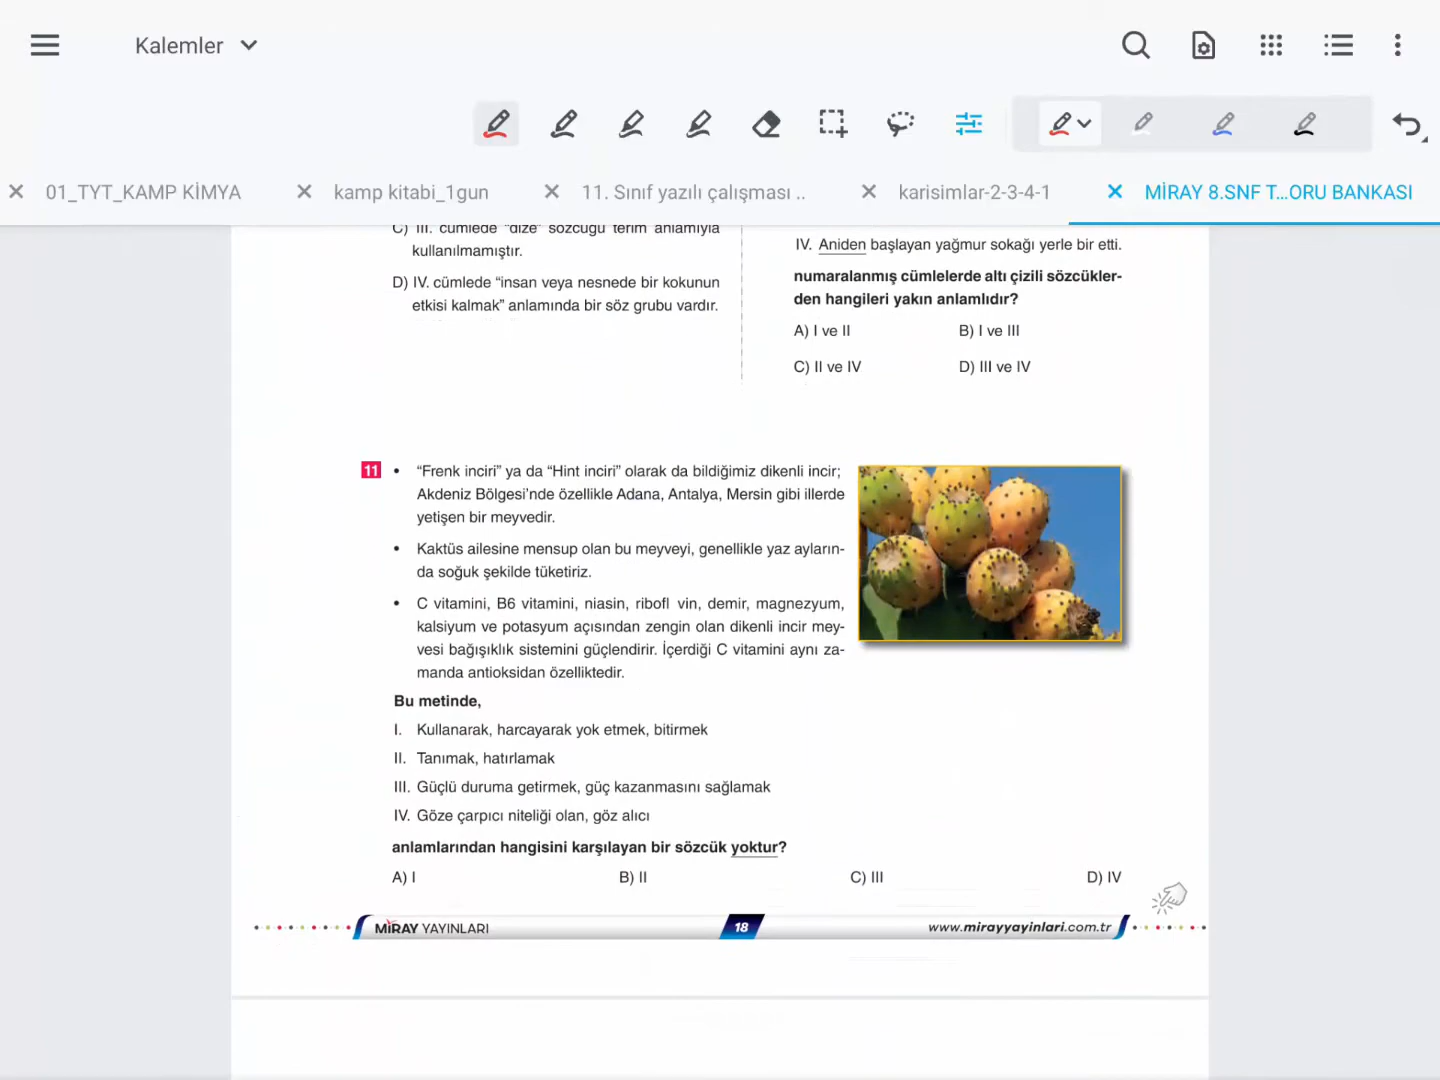 Kalemler
01_TYT_KAMP KİMYA
kamp kitabi_1gun
11. Sınıf yazılı çalışması ..
karisimlar-2-3-4-1
MİRAY 8.SNF T...ORU BANKASI
C) III. cümlede “dize” sözcüğü terim anlamıyla
kullanılmamıştır.
D) IV. cümlede “insan veya nesnede bir kokunun
etkisi kalmak” anlamında bir söz grubu vardır.
IV. Aniden başlayan yağmur sokağı yerle bir etti.
numaralanmış cümlelerde altı çizili sözcükler-
den hangileri yakın anlamlıdır?
A) I ve II
B) I ve III
C) II ve IV
D) III ve IV
11
• “Frenk inciri” ya da “Hint inciri” olarak da bildiğimiz dikenli incir;
Akdeniz Bölgesi’nde özellikle Adana, Antalya, Mersin gibi illerde
yetişen bir meyvedir.
• Kaktüs ailesine mensup olan bu meyveyi, genellikle yaz ayların-
da soğuk şekilde tüketiriz.
• C vitamini, B6 vitamini, niasin, ribofl vin, demir, magnezyum,
kalsiyum ve potasyum açısından zengin olan dikenli incir mey-
vesi bağışıklık sistemini güçlendirir. İçerdiği C vitamini aynı za-
manda antioksidan özelliktedir.
Bu metinde,
I. Kullanarak, harcayarak yok etmek, bitirmek
II. Tanımak, hatırlamak
III. Güçlü duruma getirmek, güç kazanmasını sağlamak
IV. Göze çarpıcı niteliği olan, göz alıcı
anlamlarından hangisini karşılayan bir sözcük yoktur?
A) I
B) II
C) III
D) IV
MİRAY YAYINLARI
18
www.mirayyayinlari.com.tr